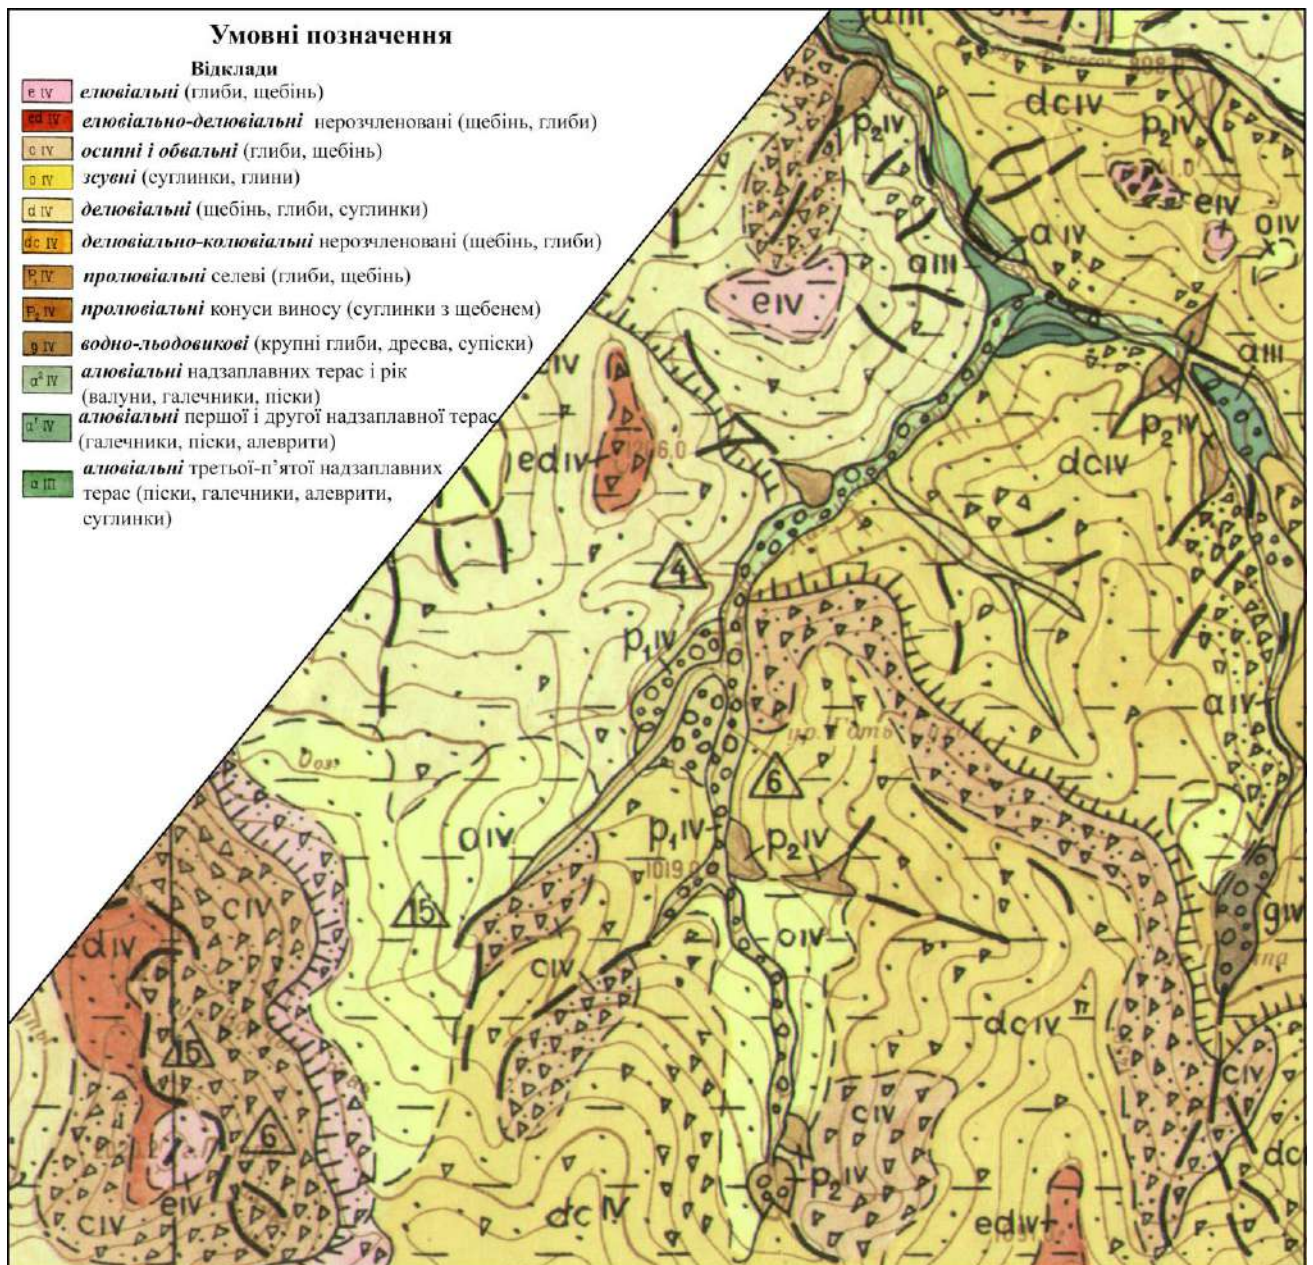 Умовні позначення
Відклади
e IV елювіальні (глиби, щебінь)
ed IV елювіально-делювіальні нерозчленовані (щебінь, глиби)
c IV осипні і обвальні (глиби, щебінь)
o IV зсувні (суглинки, глини)
d IV делювіальні (щебінь, глиби, суглинки)
dc IV делювіально-колювіальні нерозчленовані (щебінь, глиби)
P₁ IV пролювіальні селеві (глиби, щебінь)
P₂ IV пролювіальні конуси виносу (суглинки з щебенем)
g IV водно-льодовикові (крупні глиби, дресва, супіски)
a² IV алювіальні надзаплавних терас і рік
(валуни, галечники, піски)
a' IV алювіальні першої і другої надзаплавної терас
(галечники, піски, алеврити)
a III алювіальні третьої-п’ятої надзаплавних
терас (піски, галечники, алеврити,
суглинки)
aIII
dcIV
p₂IV
p₂IV
eIV
oIV
aIV
aIII
eIV
aIII
p₂IV
edIV
dcIV
4
p₁IV
aIV
6
oIV
p₁IV
p₂IV
1019.0
cIV
15
gIV
dIV
oIV
cIV
dcIV
15
cIV
6
cIV
p₂IV
dc
eIV
cIV
dcIV
edIV